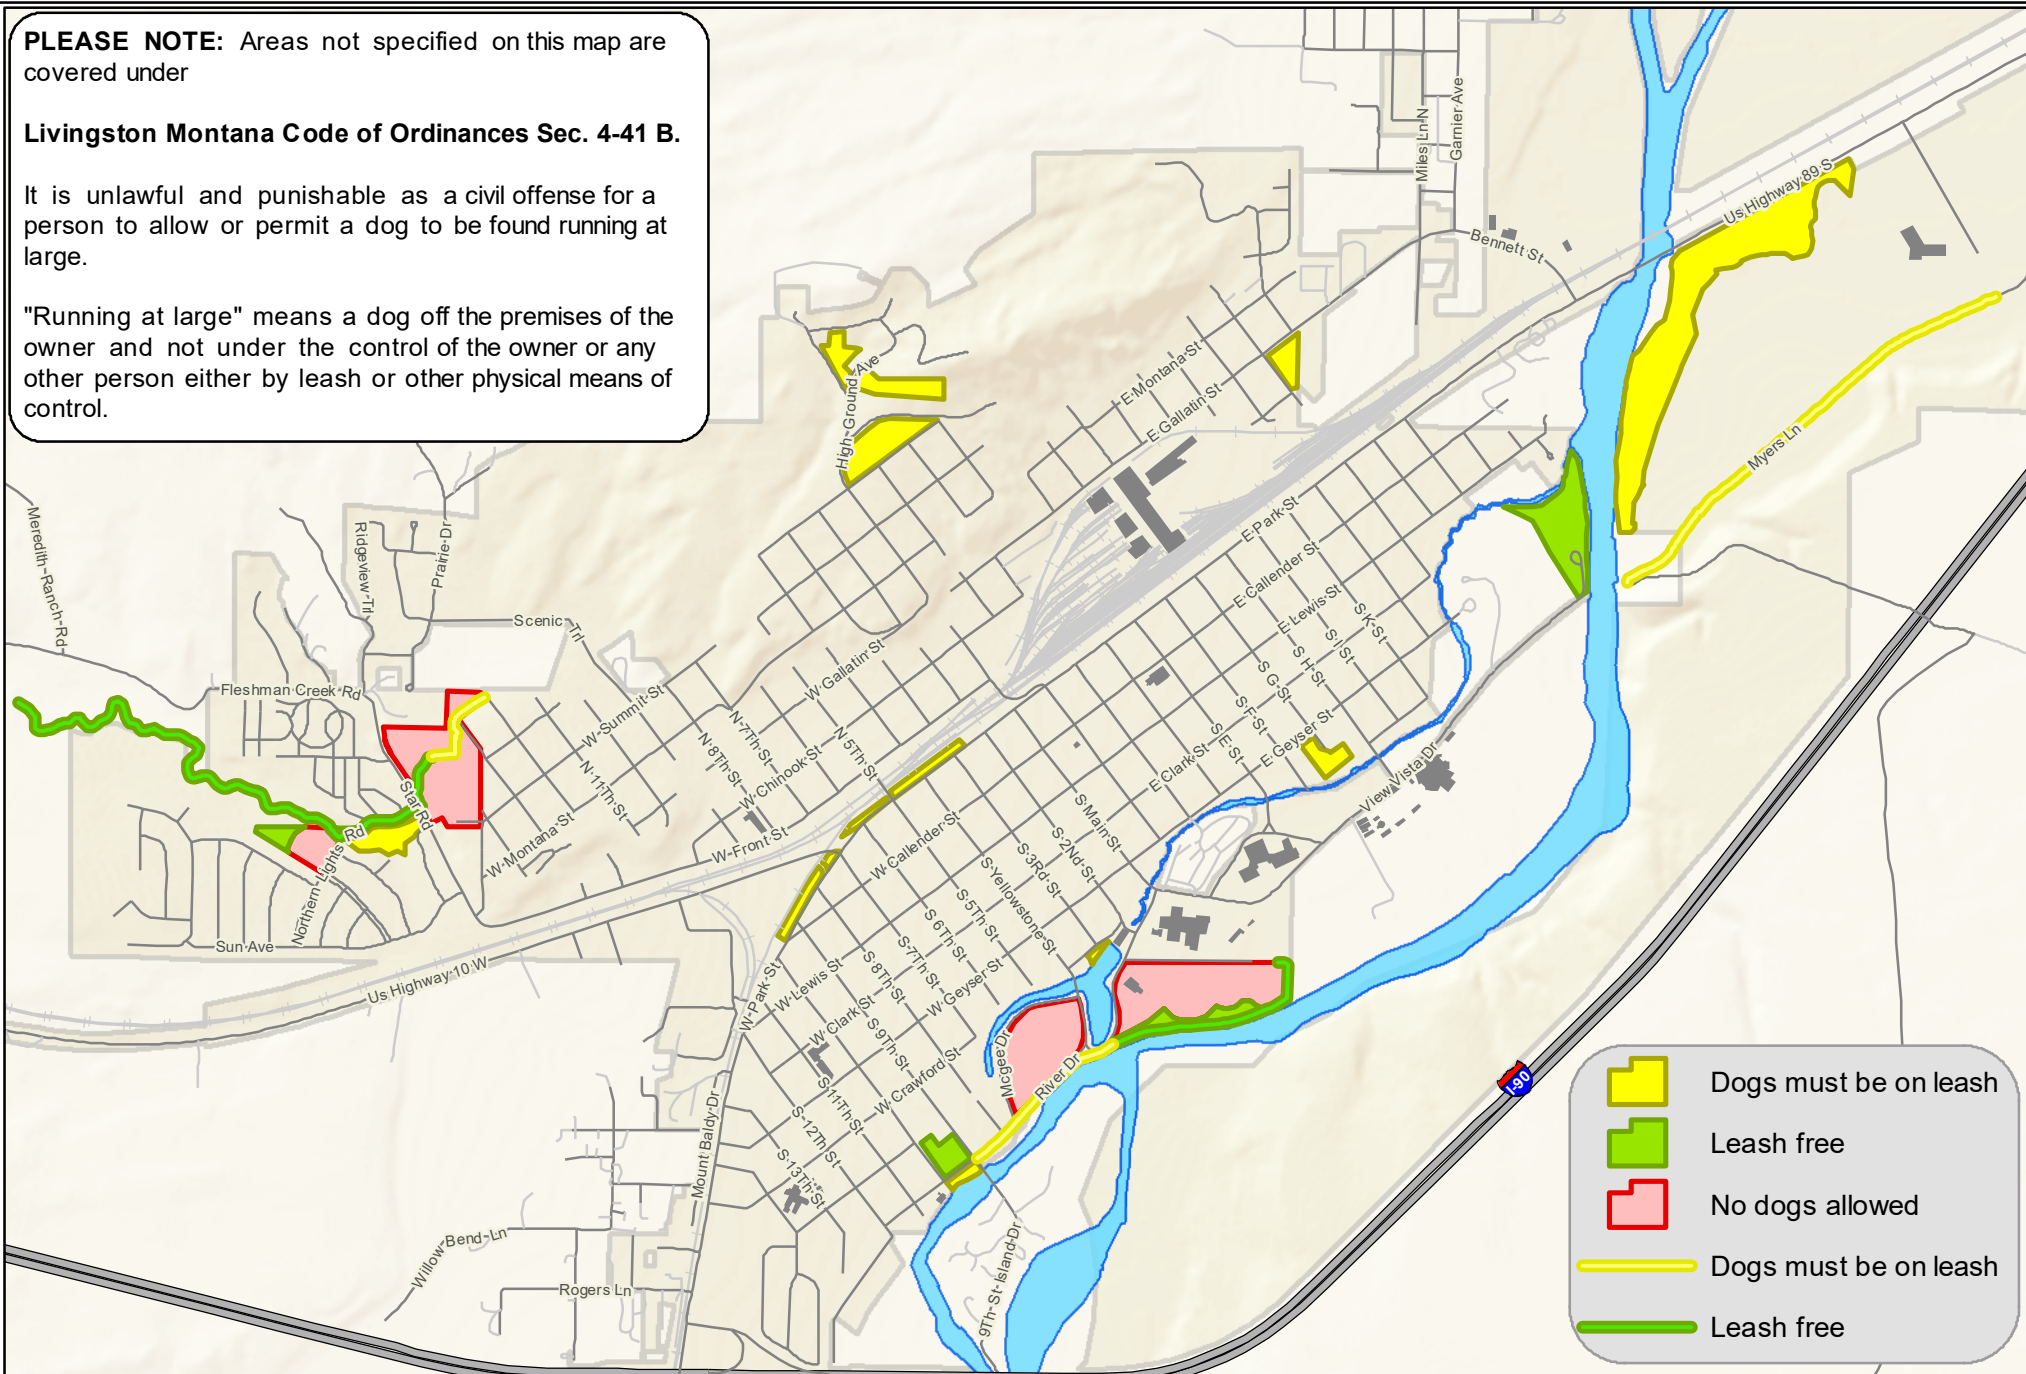 PLEASE NOTE: Areas not specified on this map are
covered under
Livingston Montana Code of Ordinances Sec. 4-41 B.
It is unlawful and punishable as a civil offense for a
person to allow or permit a dog to be found running at
large.
"Running at large" means a dog off the premises of the
owner and not under the control of the owner or any
other person either by leash or other physical means of
control.
Miles Ln N
Garnier Ave
Us Highway 89 S
Bennett St
High Ground Ave
E Montana St
E Gallatin St
Myers Ln
Meredith Ranch Rd
Ridgeview Trl
Prairie Dr
Scenic Trl
E Park St
E Callender St
E Lewis St
S K St
S I St
S H St
S G St
S F St
S E St
E Geyser St
E Clark St
View Vista Dr
Fleshman Creek Rd
W Summit St
W Gallatin St
N 7Th St
N 8Th St
N 5Th St
W Chinook St
N 11Th St
Star Rd
W Montana St
W Front St
Northern Lights Rd
Sun Ave
Us Highway 10 W
W Callender St
S Main St
S 2Nd St
S 3Rd St
S Yellowstone St
S 5Th St
S 6Th St
S 7Th St
S 8Th St
S 9Th St
W Park St
W Lewis St
W Clark St
W Geyser St
W Crawford St
S 11Th St
S 12Th St
S 13Th St
Mcgee Dr
River Dr
Mount Baldy Dr
Willow Bend Ln
Rogers Ln
9Th St Island Dr
I-90
Dogs must be on leash
Leash free
No dogs allowed
Dogs must be on leash
Leash free